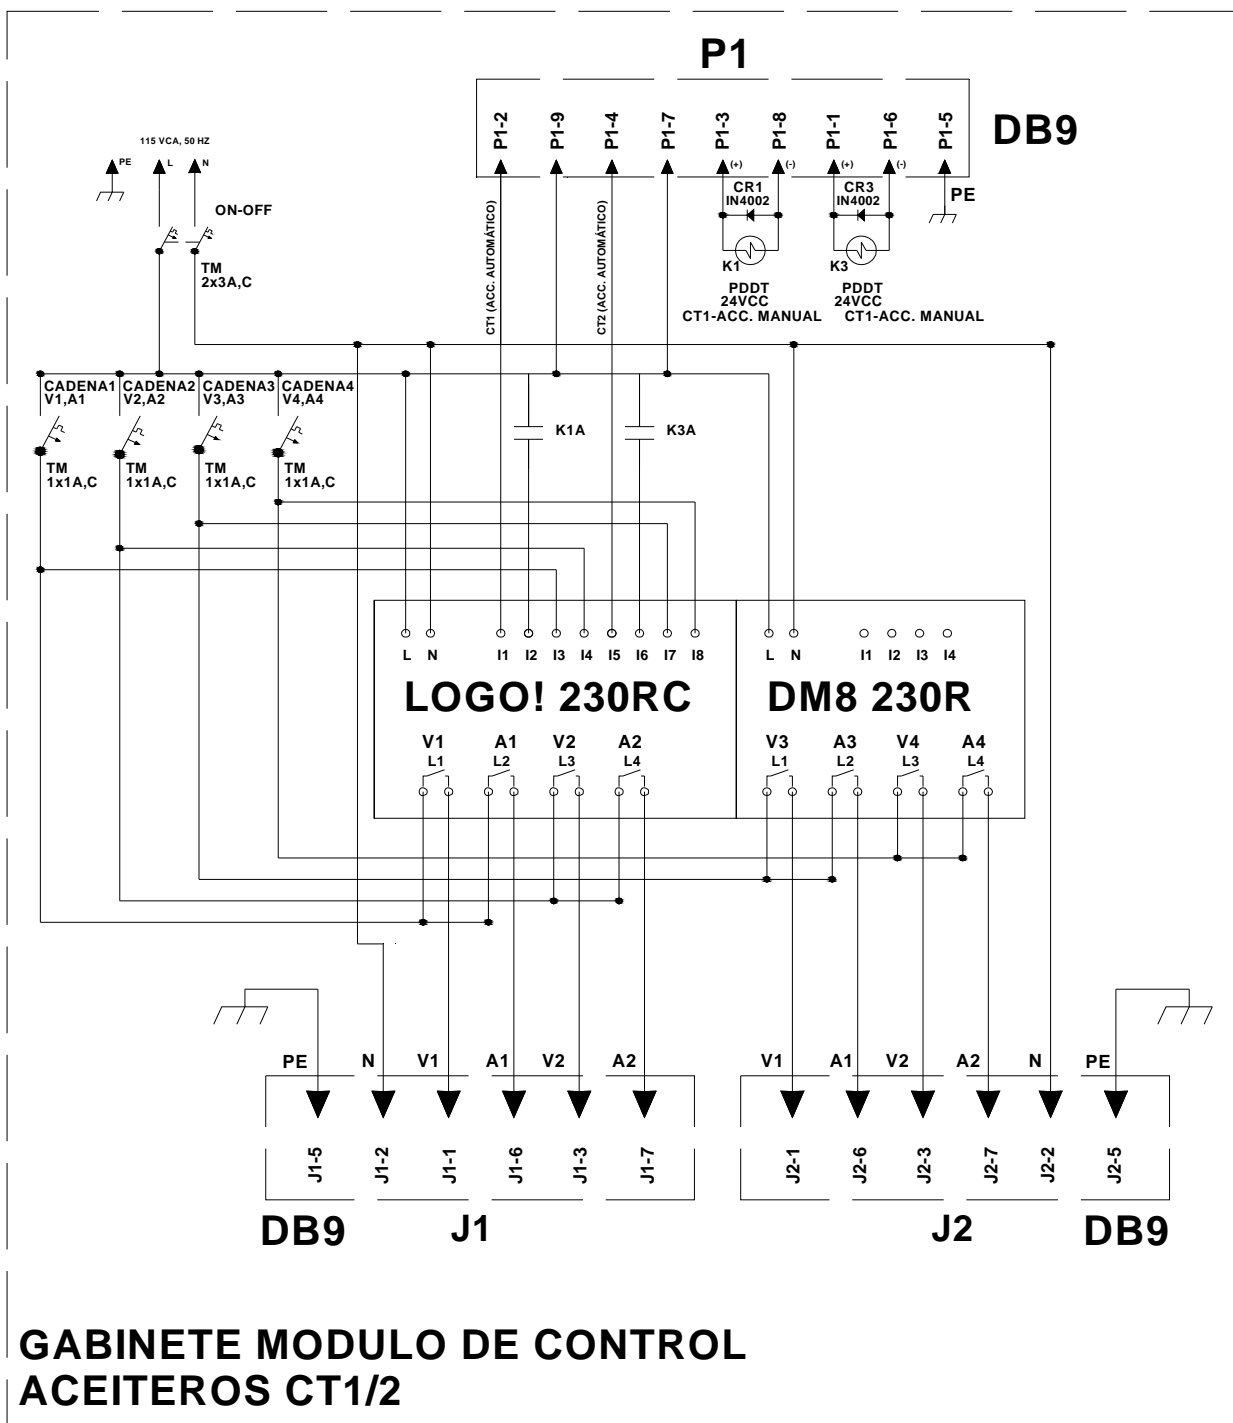 P1
DB9
P1-2
P1-9
P1-4
P1-7
P1-3
P1-8
P1-1
P1-6
P1-5
115 VCA, 50 HZ
PE
L
N
(+)
(-)
(+)
(-)
CR1
IN4002
CR3
IN4002
PE
ON-OFF
TM
2x3A,C
CT1 (ACC. AUTOMÁTICO)
CT2 (ACC. AUTOMÁTICO)
K1
K3
PDDT
24VCC
CT1-ACC. MANUAL
PDDT
24VCC
CT1-ACC. MANUAL
CADENA1
V1,A1
CADENA2
V2,A2
CADENA3
V3,A3
CADENA4
V4,A4
K1A
K3A
TM
1x1A,C
TM
1x1A,C
TM
1x1A,C
TM
1x1A,C
L N I1 I2 I3 I4 I5 I6 I7 I8
L N I1 I2 I3 I4
LOGO! 230RC
DM8 230R
V1 A1 V2 A2
L1 L2 L3 L4
V3 A3 V4 A4
L1 L2 L3 L4
PE N V1 A1 V2 A2
V1 A1 V2 A2 N PE
J1-5
J1-2
J1-1
J1-6
J1-3
J1-7
J2-1
J2-6
J2-3
J2-7
J2-2
J2-5
DB9 J1
J2 DB9
GABINETE MODULO DE CONTROL
ACEITEROS CT1/2